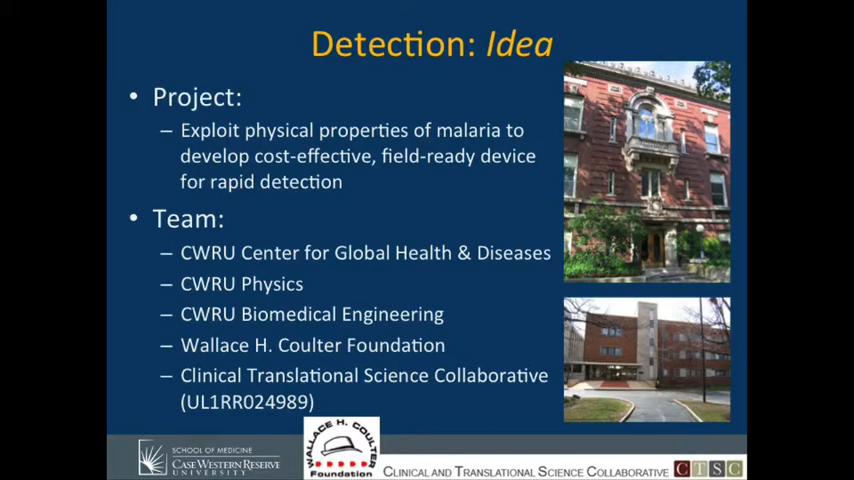 Detection: Idea
• Project:
– Exploit physical properties of malaria to
develop cost-effective, field-ready device
for rapid detection
• Team:
– CWRU Center for Global Health & Diseases
– CWRU Physics
– CWRU Biomedical Engineering
– Wallace H. Coulter Foundation
– Clinical Translational Science Collaborative
(UL1RR024989)
SCHOOL OF MEDICINE
CASE WESTERN RESERVE
UNIVERSITY
WALLACE H. COULTER
Foundation
CLINICAL AND TRANSLATIONAL SCIENCE COLLABORATIVE
CTSC